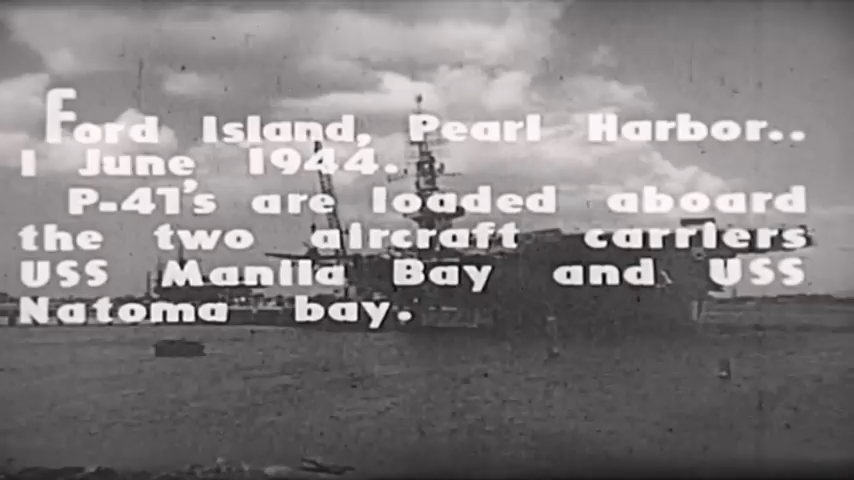 Ford Island, Pearl Harbor..
1 June 1944.
P-41's are loaded aboard
the two aircraft carriers
USS Manila Bay and USS
Natoma bay.